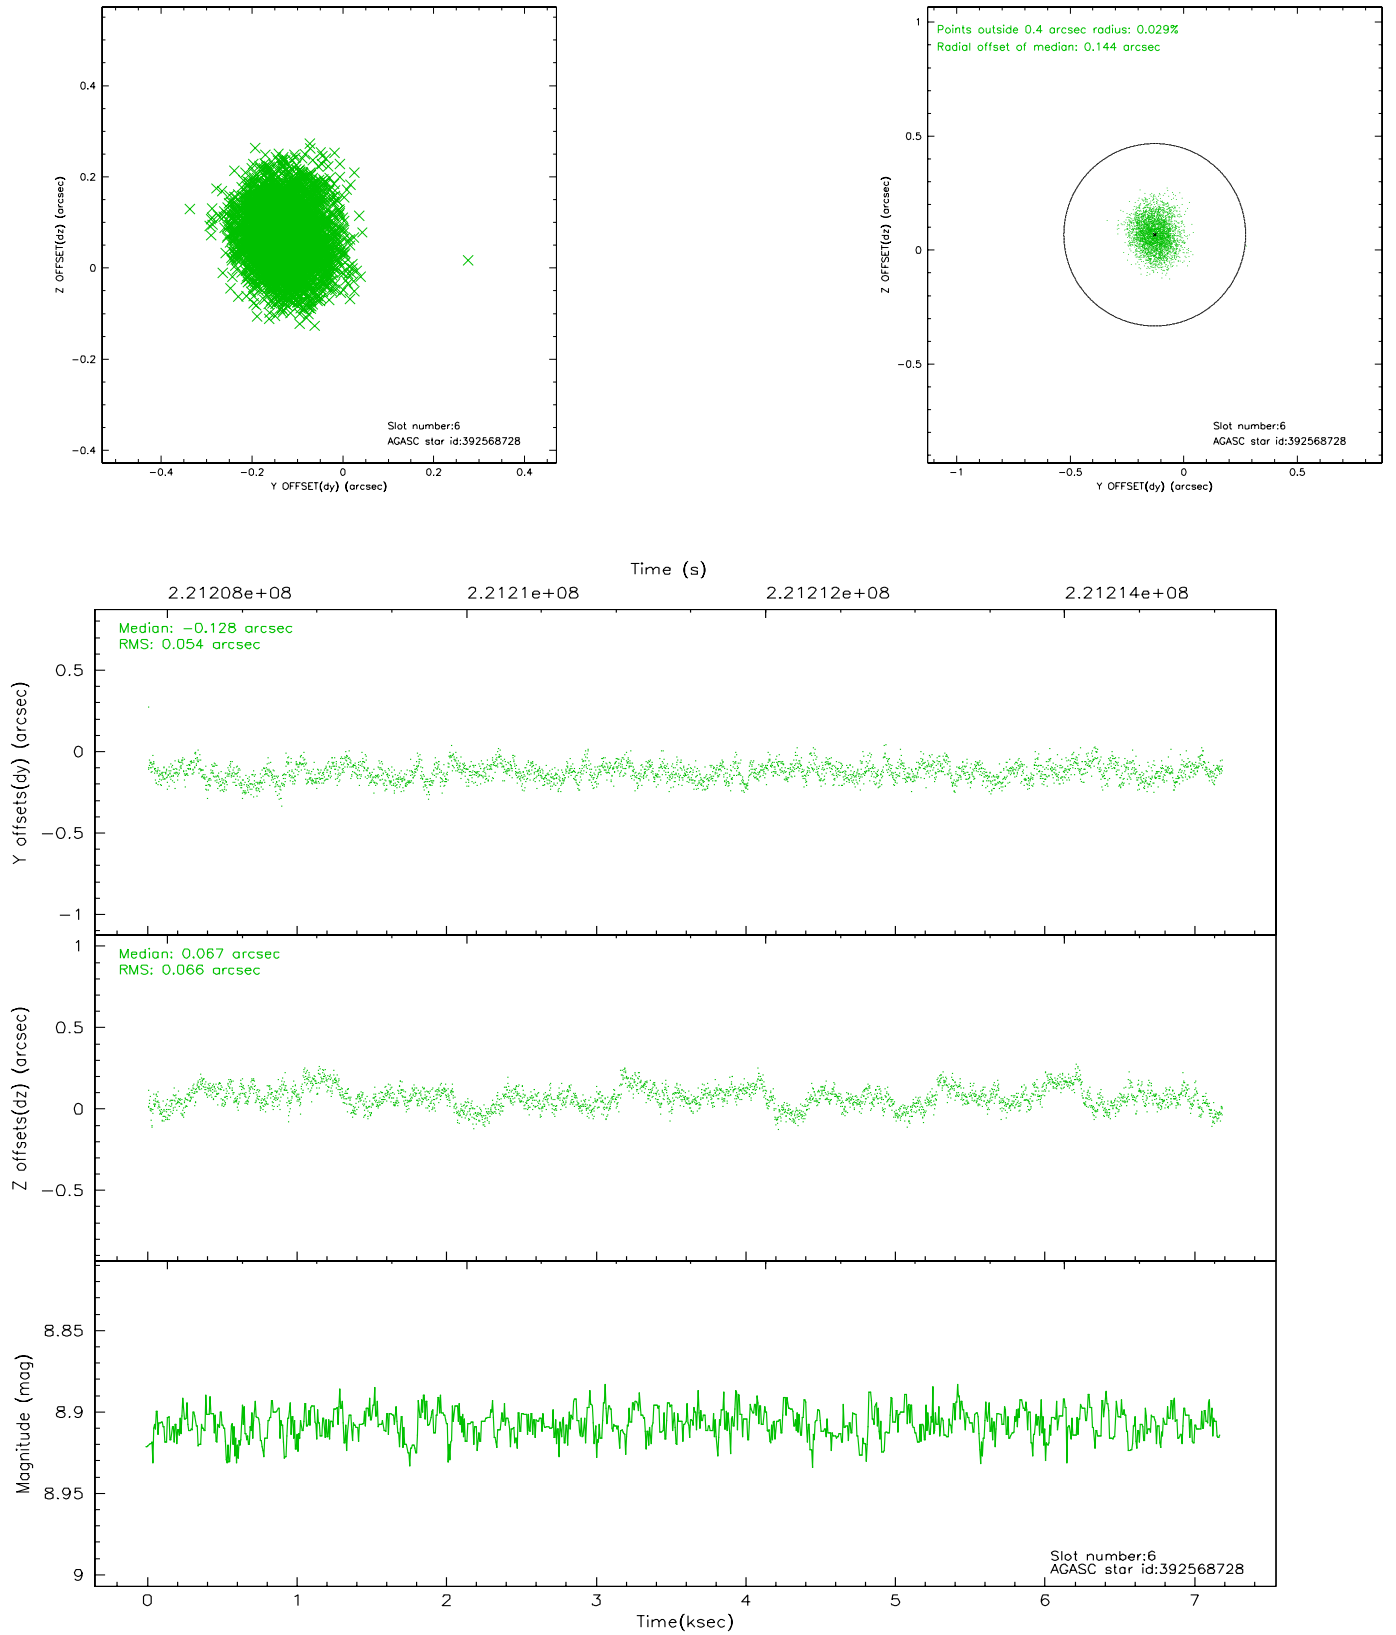 0.4
0.2
0
−0.2
−0.4
Z OFFSET(dz) (arcsec)
Slot number:6
AGASC star id:392568728
−0.4 −0.2 0 0.2 0.4
Y OFFSET(dy) (arcsec)
Points outside 0.4 arcsec radius: 0.029%
Radial offset of median: 0.144 arcsec
1
0.5
0
−0.5
Z OFFSET(dz) (arcsec)
Slot number:6
AGASC star id:392568728
−1 −0.5 0 0.5
Y OFFSET(dy) (arcsec)
Time (s)
2.21208e+08 2.2121e+08 2.21212e+08 2.21214e+08
Median: −0.128 arcsec
RMS: 0.054 arcsec
0.5
0
−0.5
−1
Y offsets(dy) (arcsec)
Median: 0.067 arcsec
RMS: 0.066 arcsec
1
0.5
0
−0.5
Z offsets(dz) (arcsec)
8.85
8.9
8.95
9
Magnitude (mag)
Slot number:6
AGASC star id:392568728
0 1 2 3 4 5 6 7
Time(ksec)